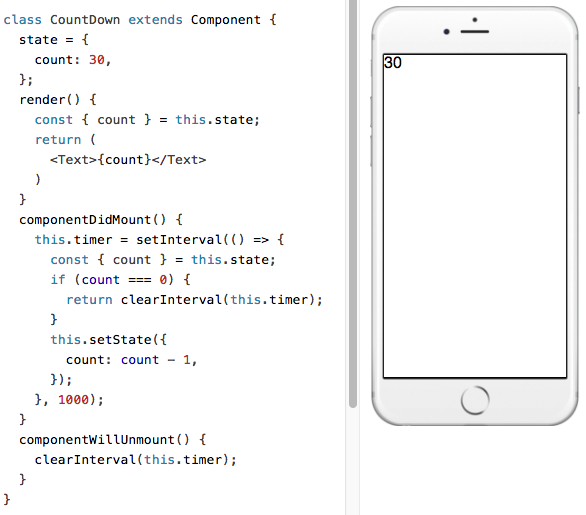 class CountDown extends Component {
  state = {
    count: 30,
  };
  render() {
    const { count } = this.state;
    return (
      <Text>{count}</Text>
    )
  }
  componentDidMount() {
    this.timer = setInterval(() => {
      const { count } = this.state;
      if (count === 0) {
        return clearInterval(this.timer);
      }
      this.setState({
        count: count - 1,
      });
    }, 1000);
  }
  componentWillUnmount() {
    clearInterval(this.timer);
  }
}
30